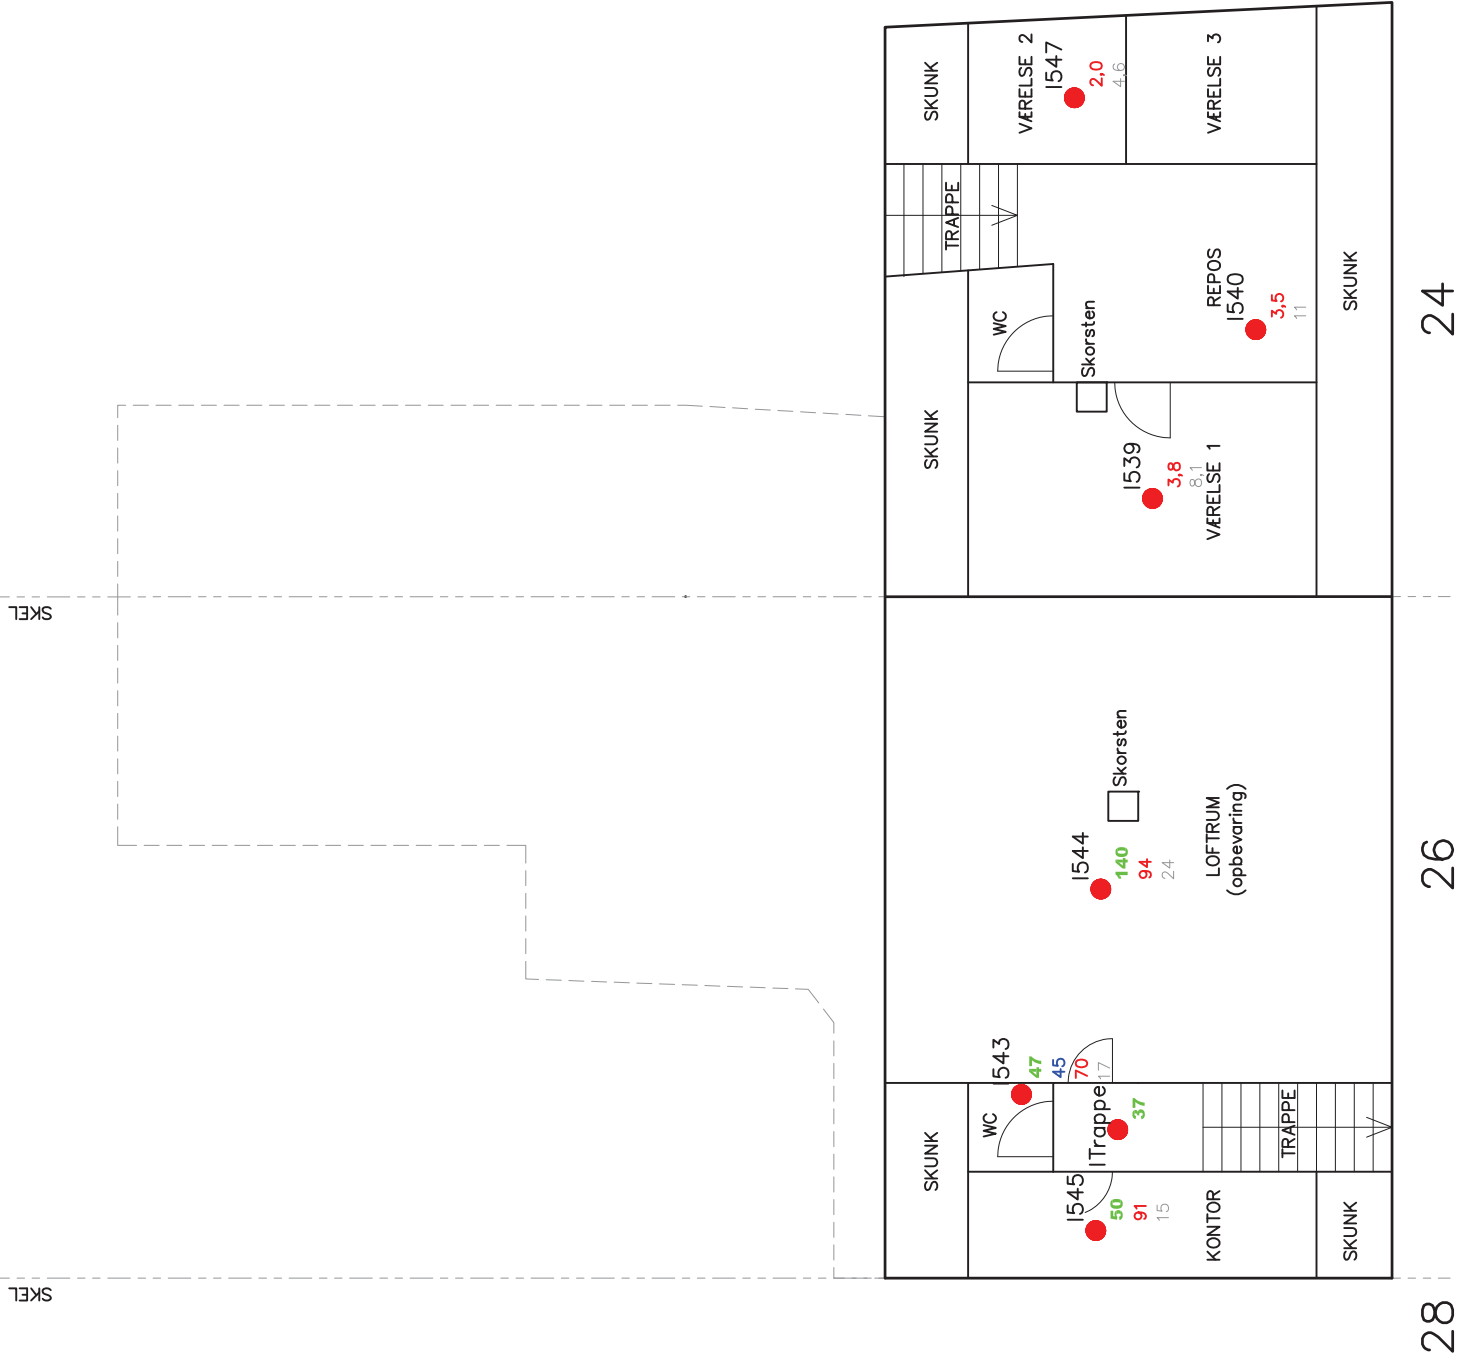 SKEL
SKEL
SKUNK
VÆRELSE 2
I547
2,0
4,6
VÆRELSE 3
TRAPPE
SKUNK
WC
Skorsten
REPOS
I540
3,5
11
SKUNK
I539
3,8
8,1
VÆRELSE 1
24
Skorsten
I544
140
94
24
LOFTRUM
(opbevaring)
26
SKUNK
WC
I543
47
45
70
17
ITrappe
37
TRAPPE
I545
50
91
15
KONTOR
SKUNK
28